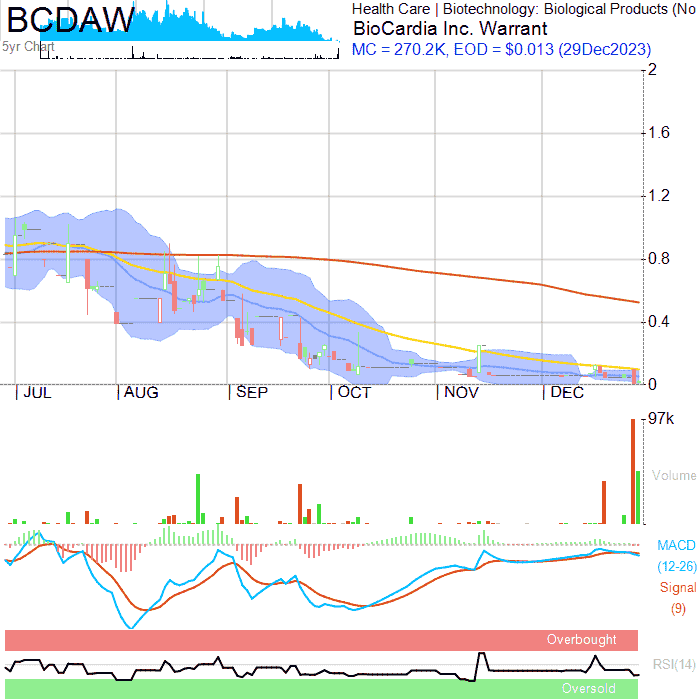 BCDAW
5yr Chart
Health Care | Biotechnology: Biological Products (No
BioCardia Inc. Warrant
MC = 270.2K, EOD = $0.013 (29Dec2023)
2
1.6
1.2
0.8
0.4
0
JUL AUG SEP OCT NOV DEC
97k
Volume
MACD
(12-26)
Signal
(9)
Overbought
RSI(14)
Oversold